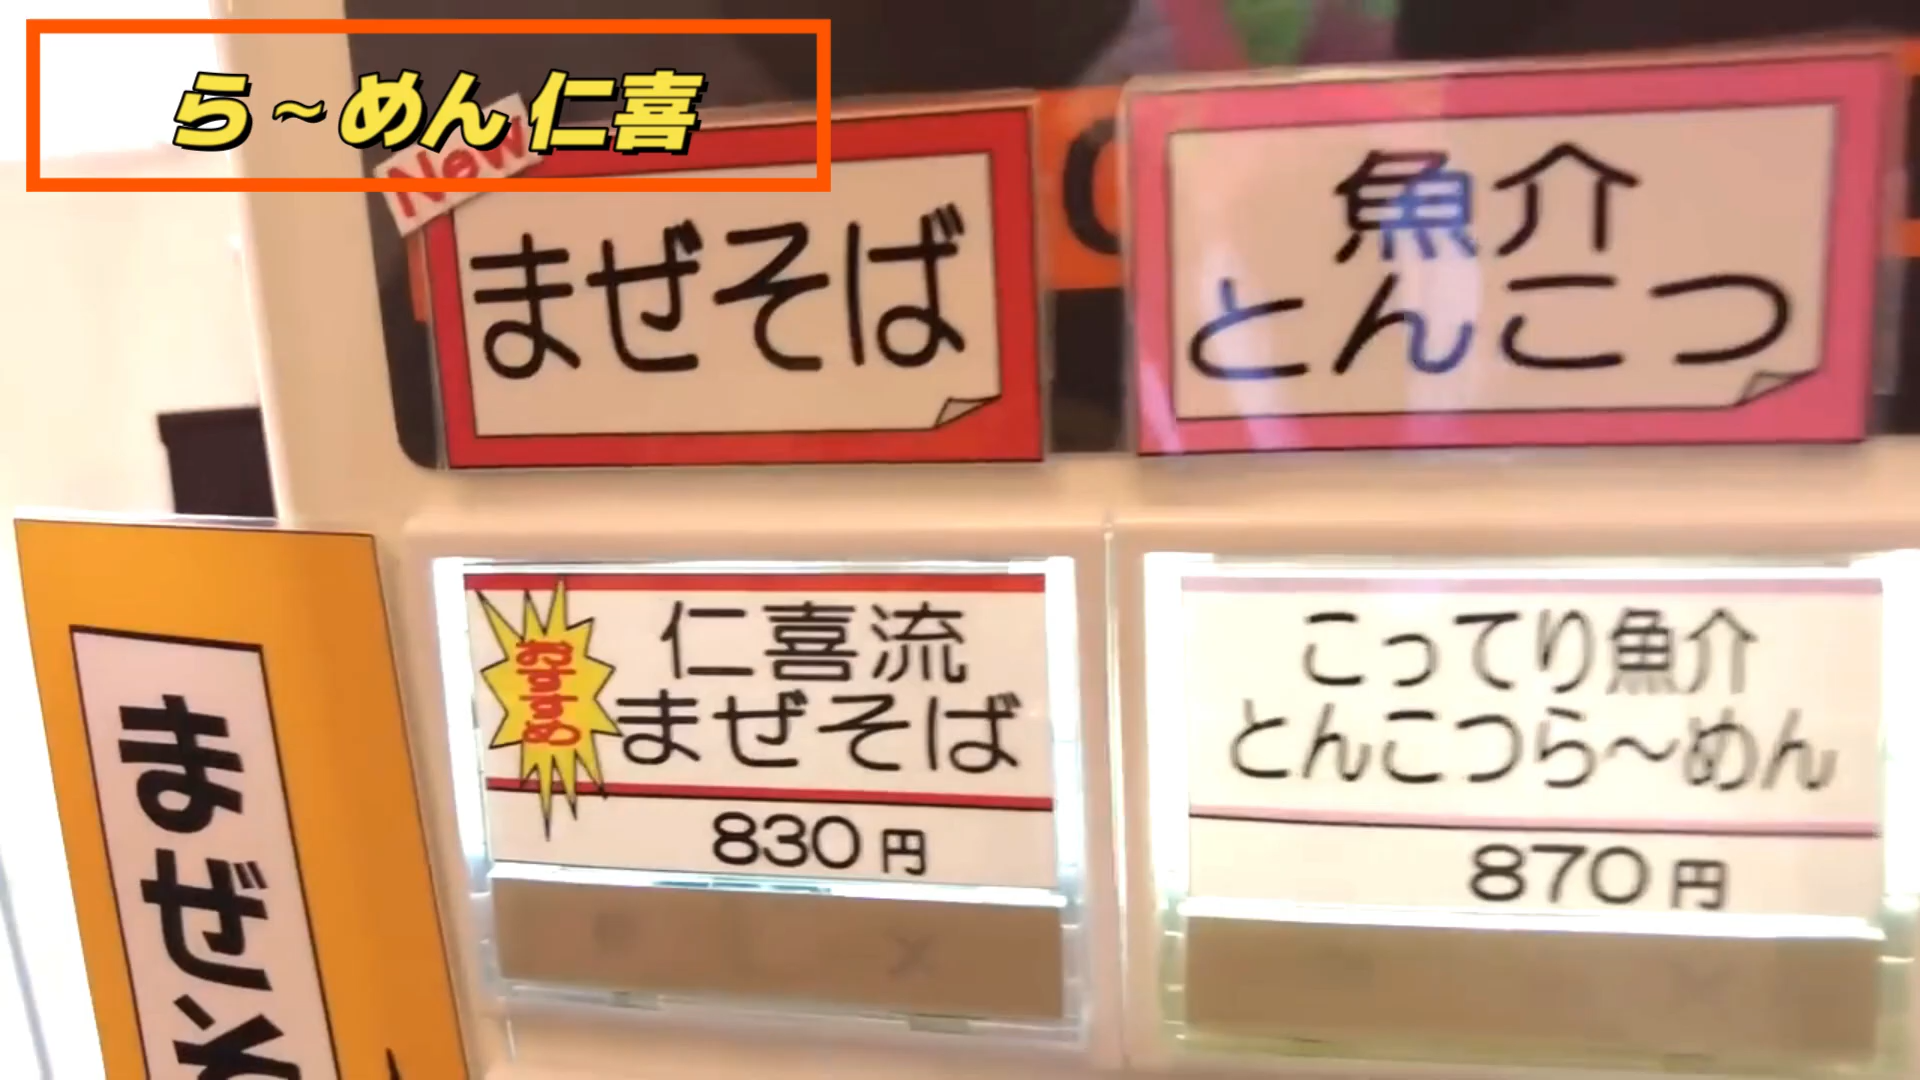 ら～めん 仁喜
New
まぜそば
魚介
とんこつ
おすすめ
仁喜流
まぜそば
830円
こってり魚介
とんこつら～めん
870円
まぜそ